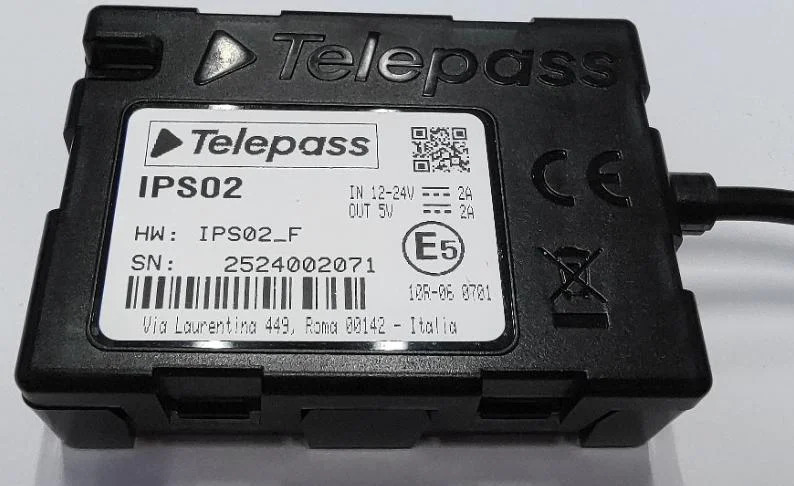 Telepass
Telepass
IPS02
IN 12-24V 2A
OUT 5V 2A
HW: IPS02_F
E5
SN: 2524002071
10R-06 0701
Via Laurentina 449, Roma 00142 - Italia
CE